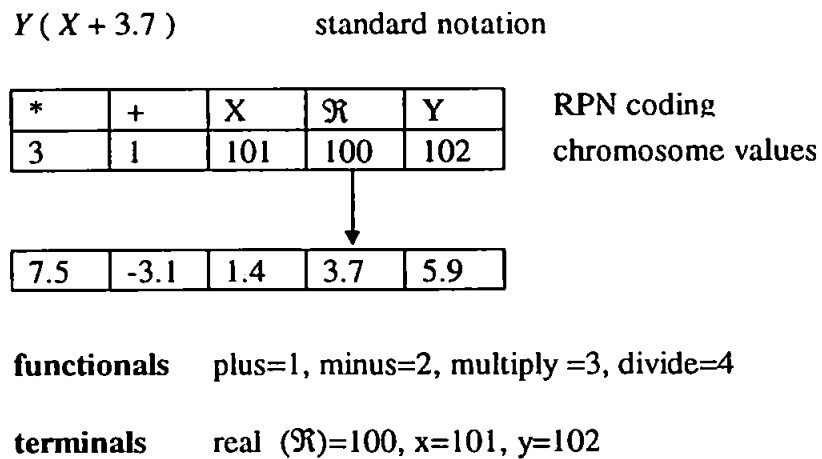 Y ( X + 3.7 ) standard notation
* + X ℜ Y RPN coding
3 1 101 100 102 chromosome values
7.5 -3.1 1.4 3.7 5.9
functionals plus=1, minus=2, multiply =3, divide=4
terminals real (ℜ)=100, x=101, y=102